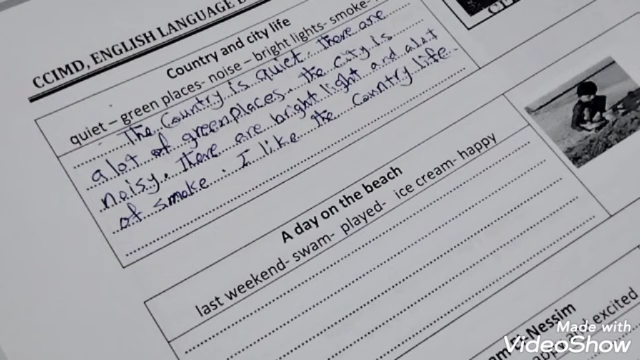 CCIMD, ENGLISH LANGUAGE
Country and city life
quiet – green places- noise – bright lights- smoke-
The Country is quiet. There are
a lot of greenplaces. The city is
noisy. There are bright light and alot
of smoke. I like the country life.
A day on the beach
last weekend- swam- played- ice cream- happy
Nessim
excited
Made with
VideoShow